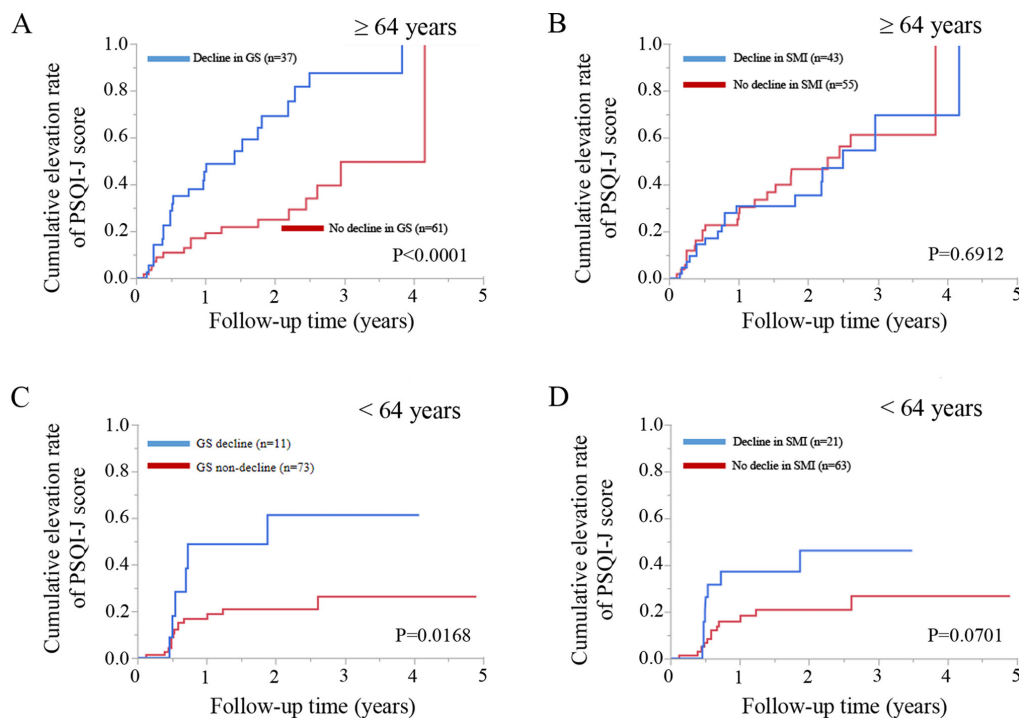 A
≥ 64 years
Cumulative elevation rate
of PSQI-J score
1.0
0.8
0.6
0.4
0.2
0.0
Decline in GS (n=37)
No decline in GS (n=61)
P<0.0001
0 1 2 3 4 5
Follow-up time (years)
B
≥ 64 years
Cumulative elevation rate
of PSQI-J score
1.0
0.8
0.6
0.4
0.2
0.0
Decline in SMI (n=43)
No decline in SMI (n=55)
P=0.6912
0 1 2 3 4 5
Follow-up time (years)
C
< 64 years
Cumulative elevation rate
of PSQI-J score
1.0
0.8
0.6
0.4
0.2
0.0
GS decline (n=11)
GS non-decline (n=73)
P=0.0168
0 1 2 3 4 5
Follow-up time (years)
D
< 64 years
Cumulative elevation rate
of PSQI-J score
1.0
0.8
0.6
0.4
0.2
0.0
Decline in SMI (n=21)
No declie in SMI (n=63)
P=0.0701
0 1 2 3 4 5
Follow-up time (years)